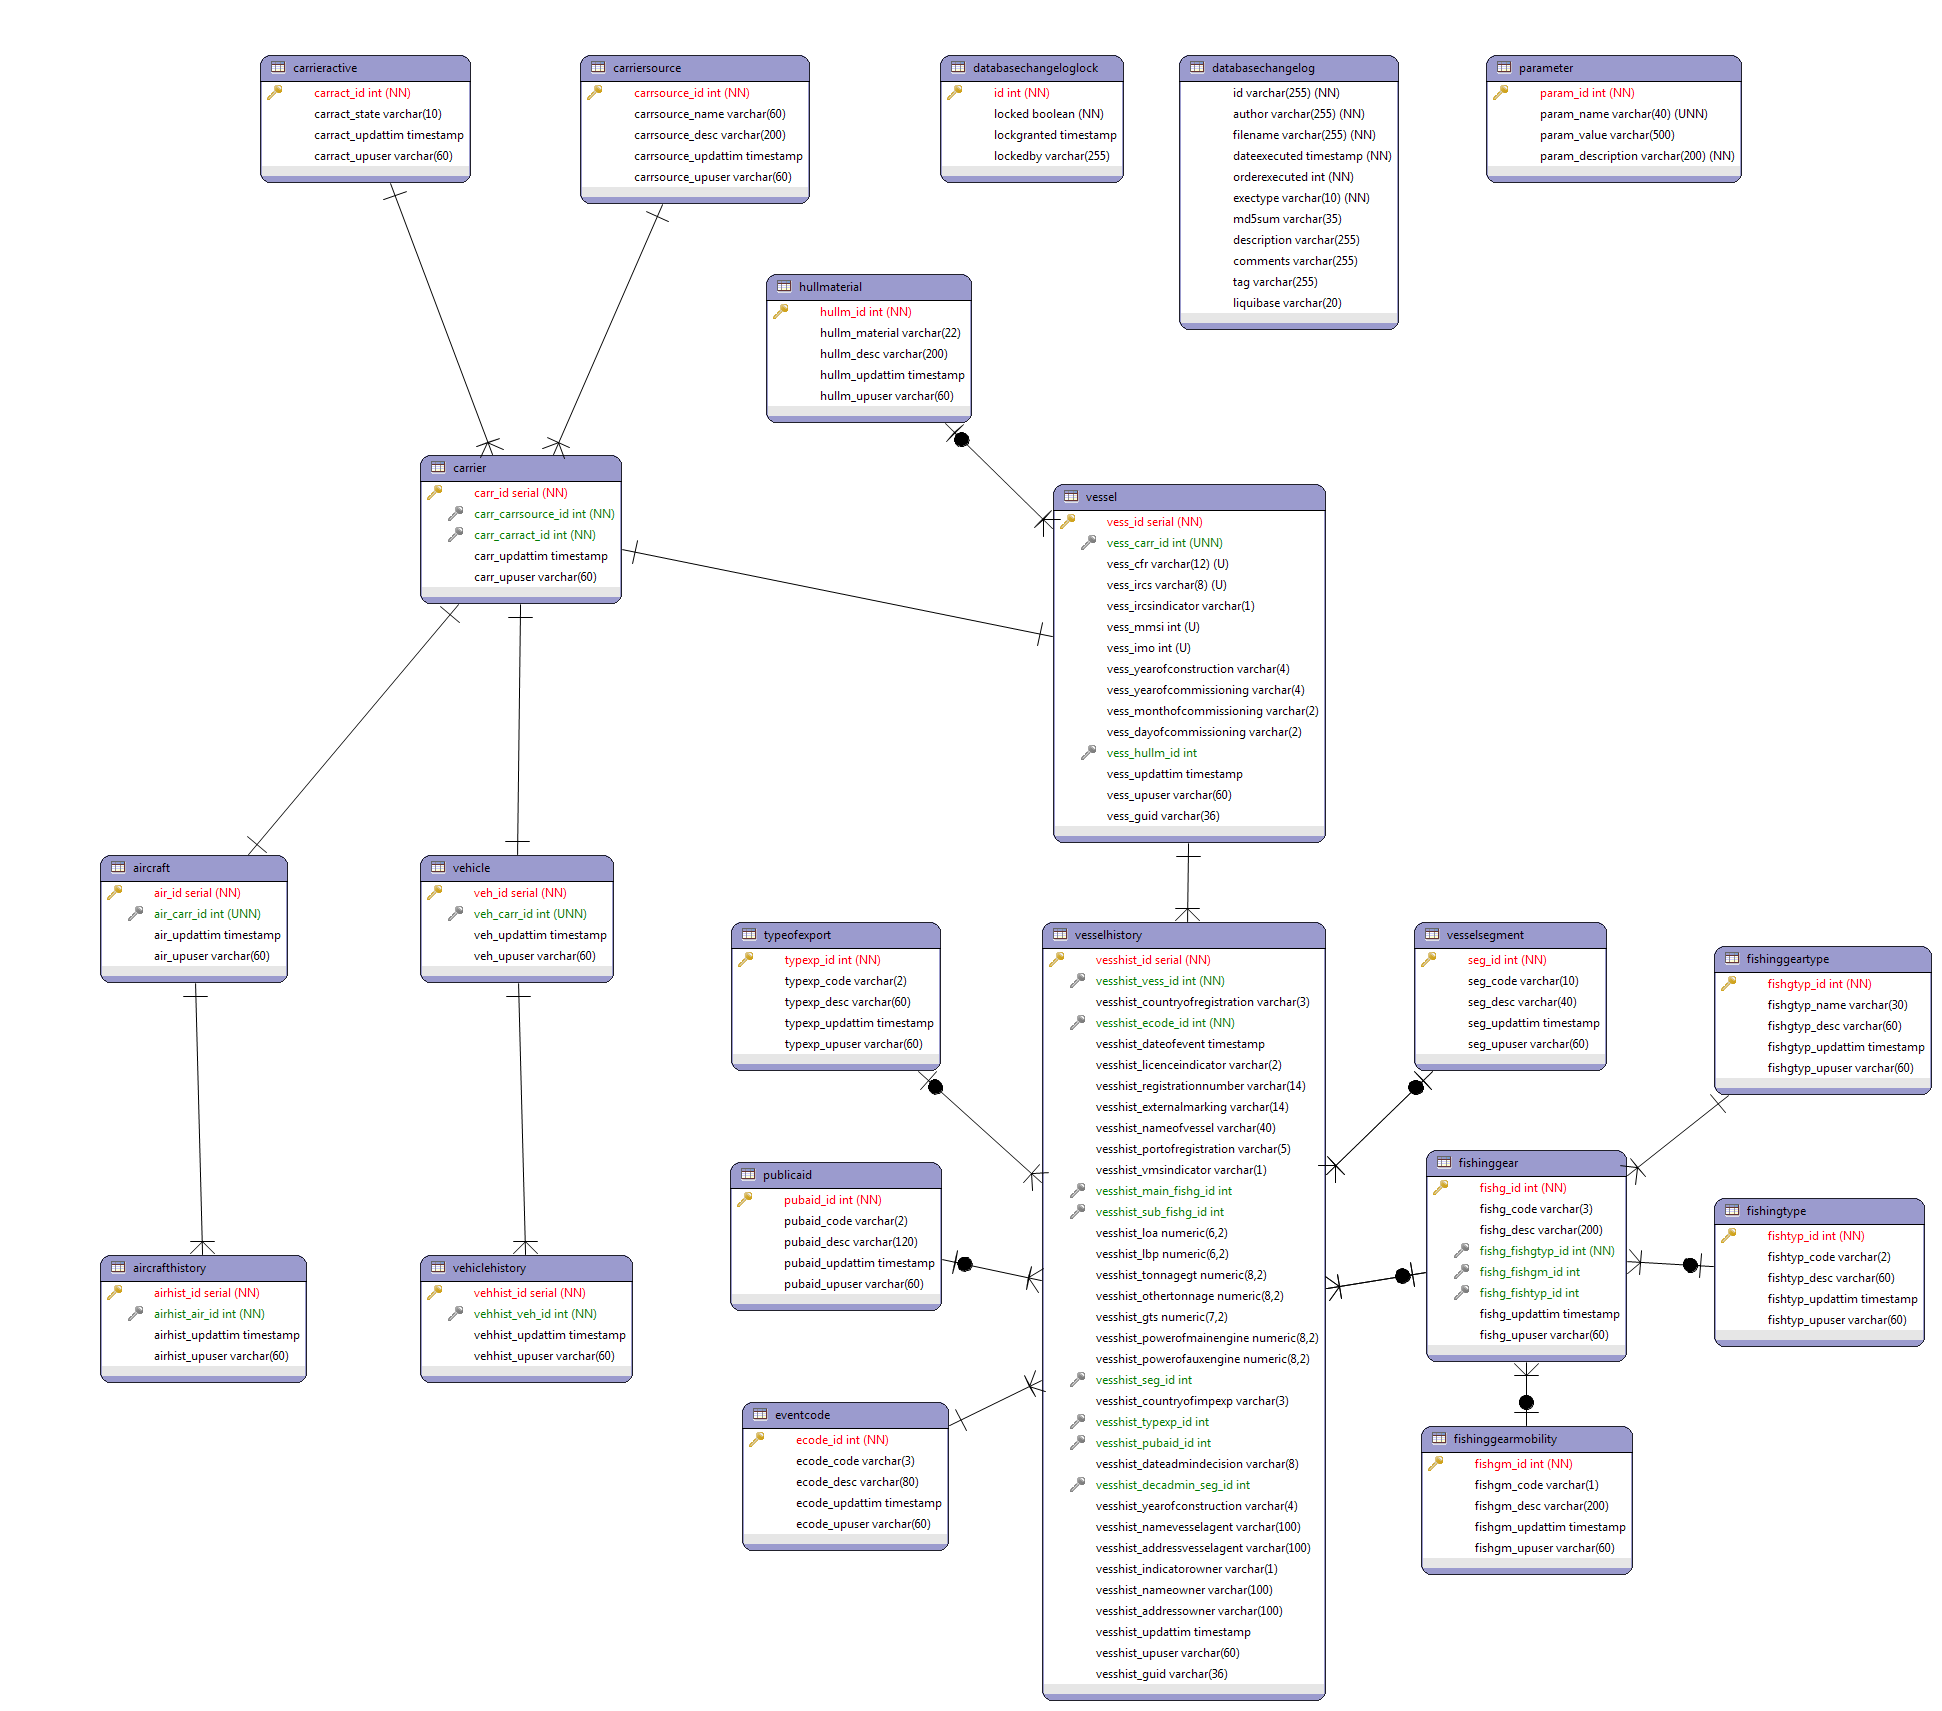 carrieractive
carract_id int (NN)
carract_state varchar(10)
carract_updattim timestamp
carract_upuser varchar(60)
carriersource
carrsource_id int (NN)
carrsource_name varchar(60)
carrsource_desc varchar(200)
carrsource_updattim timestamp
carrsource_upuser varchar(60)
databasechangeloglock
id int (NN)
locked boolean (NN)
lockgranted timestamp
lockedby varchar(255)
databasechangelog
id varchar(255) (NN)
author varchar(255) (NN)
filename varchar(255) (NN)
dateexecuted timestamp (NN)
orderexecuted int (NN)
exectype varchar(10) (NN)
md5sum varchar(35)
description varchar(255)
comments varchar(255)
tag varchar(255)
liquibase varchar(20)
parameter
param_id int (NN)
param_name varchar(40) (UNN)
param_value varchar(500)
param_description varchar(200) (NN)
hullmaterial
hullm_id int (NN)
hullm_material varchar(22)
hullm_desc varchar(200)
hullm_updattim timestamp
hullm_upuser varchar(60)
carrier
carr_id serial (NN)
carr_carrsource_id int (NN)
carr_carract_id int (NN)
carr_updattim timestamp
carr_upuser varchar(60)
vessel
vess_id serial (NN)
vess_carr_id int (UNN)
vess_cfr varchar(12) (U)
vess_ircs varchar(8) (U)
vess_ircsindicator varchar(1)
vess_mmsi int (U)
vess_imo int (U)
vess_yearofconstruction varchar(4)
vess_yearofcommissioning varchar(4)
vess_monthofcommissioning varchar(2)
vess_dayofcommissioning varchar(2)
vess_hullm_id int
vess_updattim timestamp
vess_upuser varchar(60)
vess_guid varchar(36)
aircraft
air_id serial (NN)
air_carr_id int (UNN)
air_updattim timestamp
air_upuser varchar(60)
vehicle
veh_id serial (NN)
veh_carr_id int (UNN)
veh_updattim timestamp
veh_upuser varchar(60)
typeofexport
typexp_id int (NN)
typexp_code varchar(2)
typexp_desc varchar(60)
typexp_updattim timestamp
typexp_upuser varchar(60)
vesselhistory
vesshist_id serial (NN)
vesshist_vess_id int (NN)
vesshist_countryofregistration varchar(3)
vesshist_ecode_id int (NN)
vesshist_dateofevent timestamp
vesshist_licenceindicator varchar(2)
vesshist_registrationnumber varchar(14)
vesshist_externalmarking varchar(14)
vesshist_nameofvessel varchar(40)
vesshist_portofregistration varchar(5)
vesshist_vmsindicator varchar(1)
vesshist_main_fishg_id int
vesshist_sub_fishg_id int
vesshist_loa numeric(6,2)
vesshist_lbp numeric(6,2)
vesshist_tonnagegt numeric(8,2)
vesshist_othertonnage numeric(8,2)
vesshist_gts numeric(7,2)
vesshist_powerofmainengine numeric(8,2)
vesshist_powerofauxengine numeric(8,2)
vesshist_seg_id int
vesshist_countryofimpexp varchar(3)
vesshist_typexp_id int
vesshist_pubaid_id int
vesshist_dateadmindecision varchar(8)
vesshist_decadmin_seg_id int
vesshist_yearofconstruction varchar(4)
vesshist_namevesselagent varchar(100)
vesshist_addressvesselagent varchar(100)
vesshist_indicatorowner varchar(1)
vesshist_nameowner varchar(100)
vesshist_addressowner varchar(100)
vesshist_updattim timestamp
vesshist_upuser varchar(60)
vesshist_guid varchar(36)
vesselsegment
seg_id int (NN)
seg_code varchar(10)
seg_desc varchar(40)
seg_updattim timestamp
seg_upuser varchar(60)
fishinggeartype
fishgtyp_id int (NN)
fishgtyp_name varchar(30)
fishgtyp_desc varchar(60)
fishgtyp_updattim timestamp
fishgtyp_upuser varchar(60)
publicaid
pubaid_id int (NN)
pubaid_code varchar(2)
pubaid_desc varchar(120)
pubaid_updattim timestamp
pubaid_upuser varchar(60)
fishinggear
fishg_id int (NN)
fishg_code varchar(3)
fishg_desc varchar(200)
fishg_fishgtyp_id int (NN)
fishg_fishgm_id int
fishg_fishtyp_id int
fishg_updattim timestamp
fishg_upuser varchar(60)
fishingtype
fishtyp_id int (NN)
fishtyp_code varchar(2)
fishtyp_desc varchar(60)
fishtyp_updattim timestamp
fishtyp_upuser varchar(60)
aircrafthistory
airhist_id serial (NN)
airhist_air_id int (NN)
airhist_updattim timestamp
airhist_upuser varchar(60)
vehiclehistory
vehhist_id serial (NN)
vehhist_veh_id int (NN)
vehhist_updattim timestamp
vehhist_upuser varchar(60)
eventcode
ecode_id int (NN)
ecode_code varchar(3)
ecode_desc varchar(80)
ecode_updattim timestamp
ecode_upuser varchar(60)
fishinggearmobility
fishgm_id int (NN)
fishgm_code varchar(1)
fishgm_desc varchar(200)
fishgm_updattim timestamp
fishgm_upuser varchar(60)